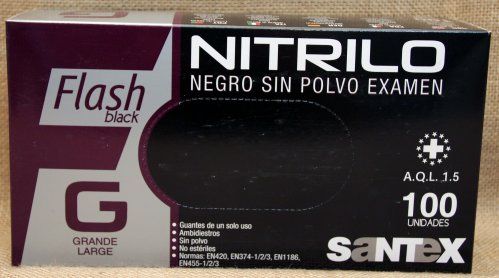 NITRILO
NEGRO SIN POLVO EXAMEN
Flash
black
G
GRANDE
LARGE
A.Q.L. 1.5
100
UNIDADES
• Guantes de un solo uso
• Ambidiestros
• Sin polvo
• No estériles
• Normas: EN420, EN374-1/2/3, EN1186,
EN455-1/2/3
SANTEX